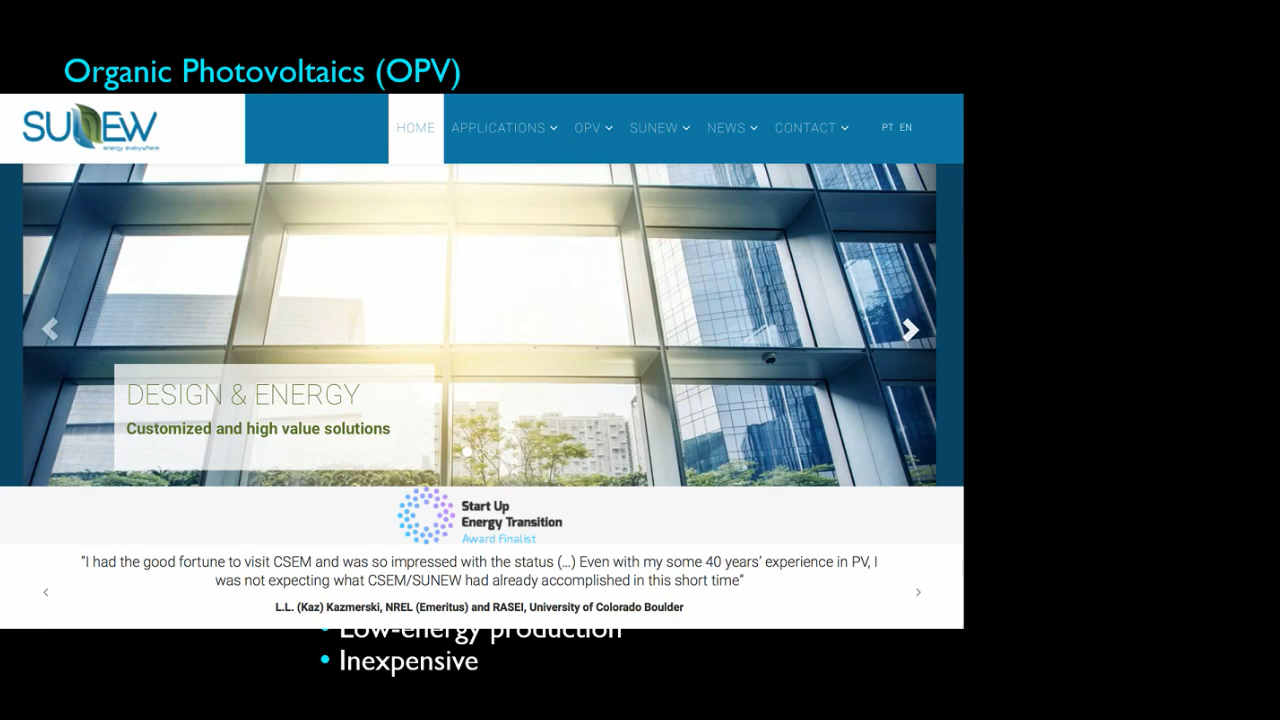 Organic Photovoltaics (OPV)
SUNEW
energy everywhere
HOME APPLICATIONS OPV SUNEW NEWS CONTACT PT EN
DESIGN & ENERGY
Customized and high value solutions
Start Up
Energy Transition
Award Finalist
“I had the good fortune to visit CSEM and was so impressed with the status (...) Even with my some 40 years’ experience in PV, I
was not expecting what CSEM/SUNEW had already accomplished in this short time”
L.L. (Kaz) Kazmerski, NREL (Emeritus) and RASEI, University of Colorado Boulder
• Low-energy production
• Inexpensive